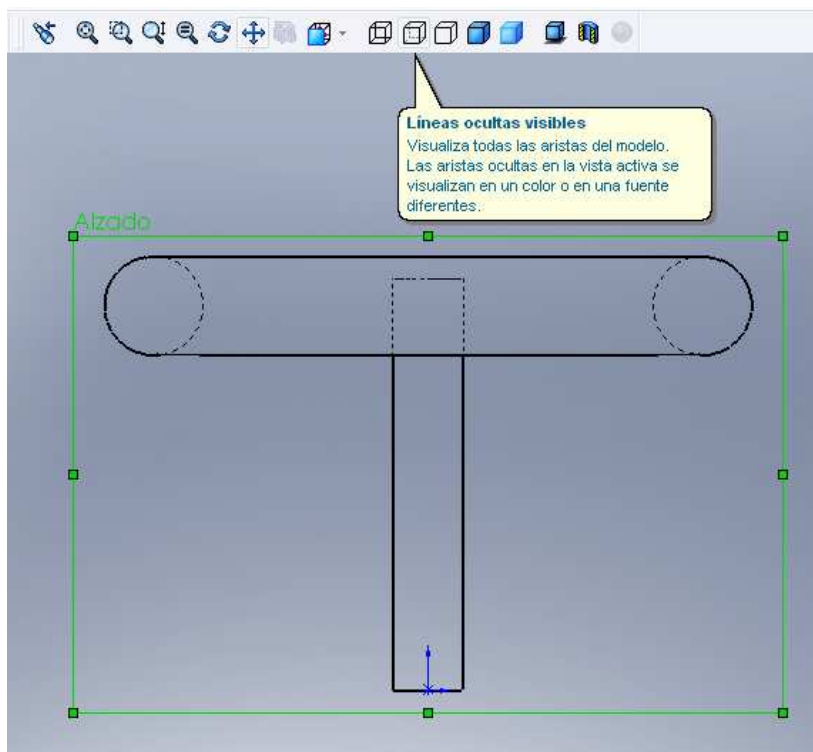 Líneas ocultas visibles
Visualiza todas las aristas del modelo.
Las aristas ocultas en la vista activa se
visualizan en un color o en una fuente
diferentes.
Alzado